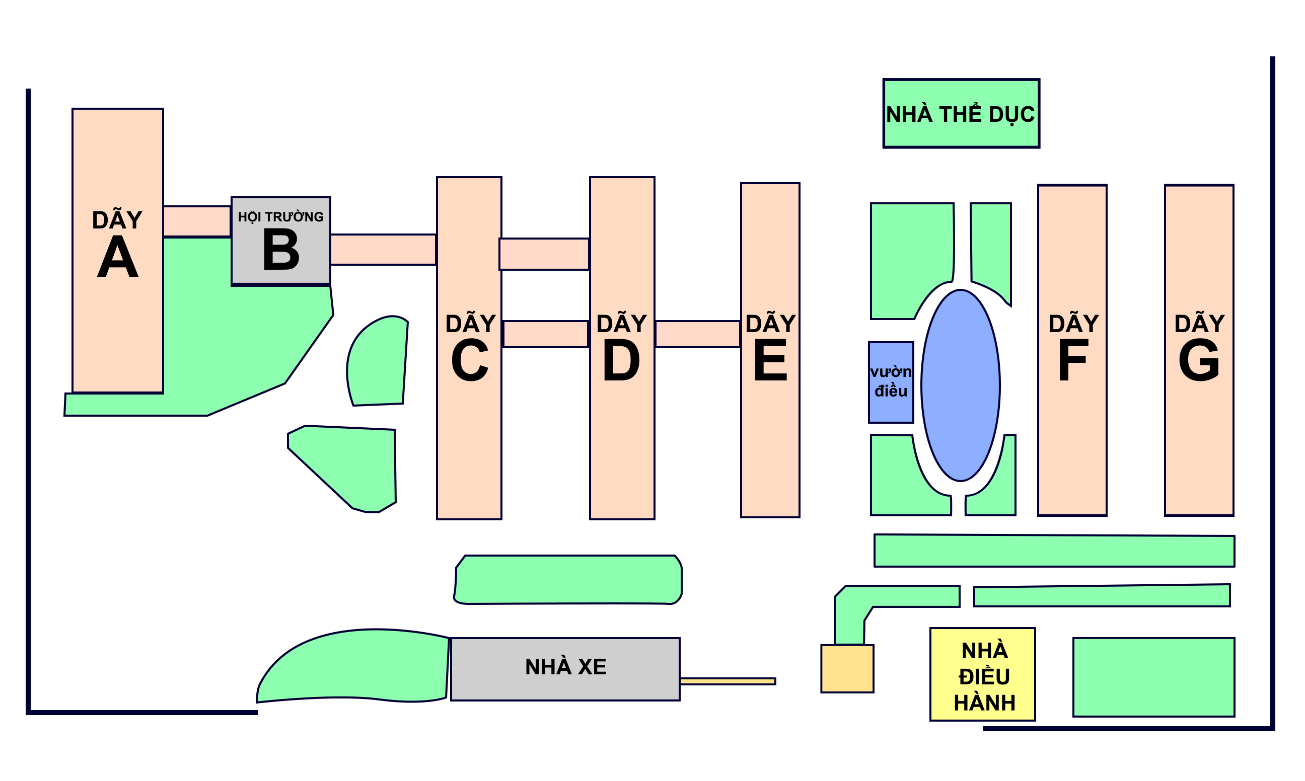 NHÀ THỂ DỤC
DÃY
A
HỘI TRƯỜNG
B
DÃY
C
DÃY
D
DÃY
E
vườn
điều
DÃY
F
DÃY
G
NHÀ XE
NHÀ
ĐIỀU
HÀNH